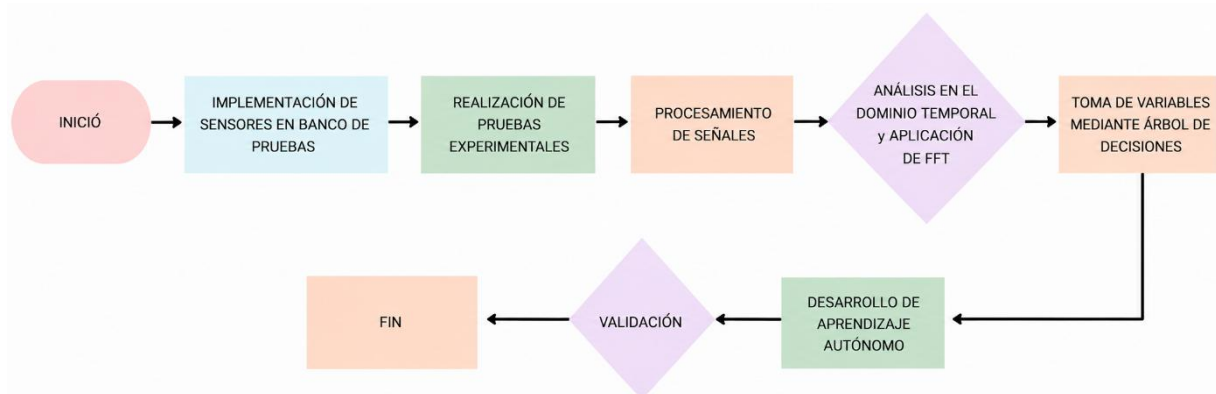 INICIÓ
IMPLEMENTACIÓN DE
SENSORES EN BANCO DE
PRUEBAS
REALIZACIÓN DE
PRUEBAS
EXPERIMENTALES
PROCESAMIENTO
DE SEÑALES
ANÁLISIS EN EL
DOMINIO TEMPORAL
y APLICACIÓN
DE FFT
TOMA DE VARIABLES
MEDIANTE ÁRBOL DE
DECISIONES
DESARROLLO DE
APRENDIZAJE
AUTÓNOMO
VALIDACIÓN
FIN